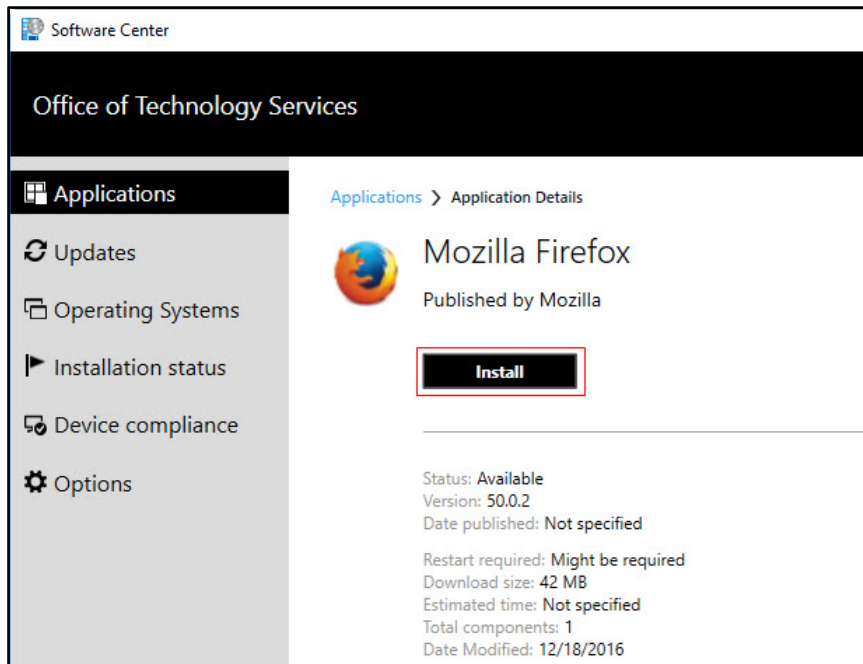 Software Center
Office of Technology Services
Applications
Updates
Operating Systems
Installation status
Device compliance
Options
Applications ❯ Application Details
Mozilla Firefox
Published by Mozilla
Install
Status: Available
Version: 50.0.2
Date published: Not specified
Restart required: Might be required
Download size: 42 MB
Estimated time: Not specified
Total components: 1
Date Modified: 12/18/2016